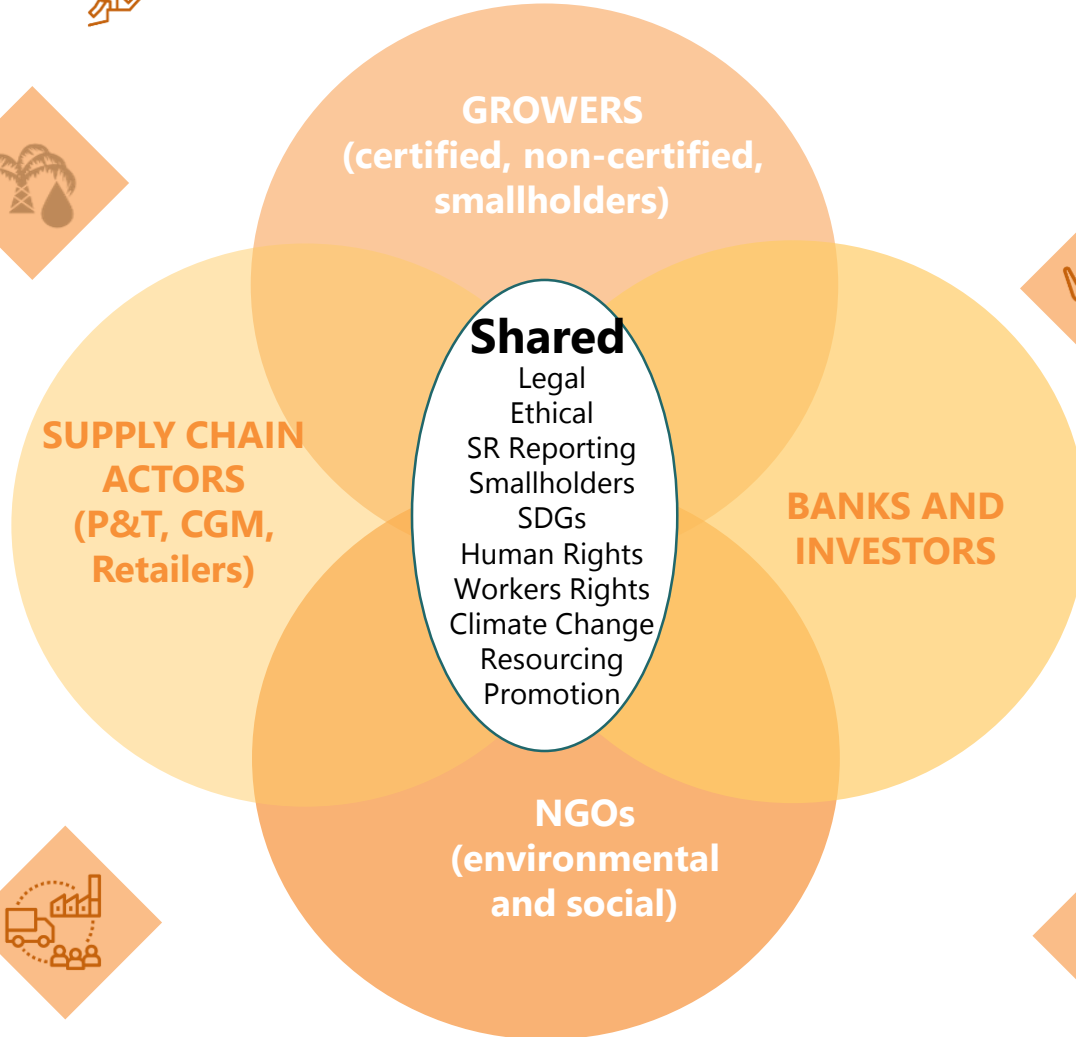 GROWERS
(certified, non-certified,
smallholders)
Shared
Legal
Ethical
SR Reporting
Smallholders
SDGs
Human Rights
Workers Rights
Climate Change
Resourcing
Promotion
SUPPLY CHAIN
ACTORS
(P&T, CGM,
Retailers)
BANKS AND
INVESTORS
NGOs
(environmental
and social)